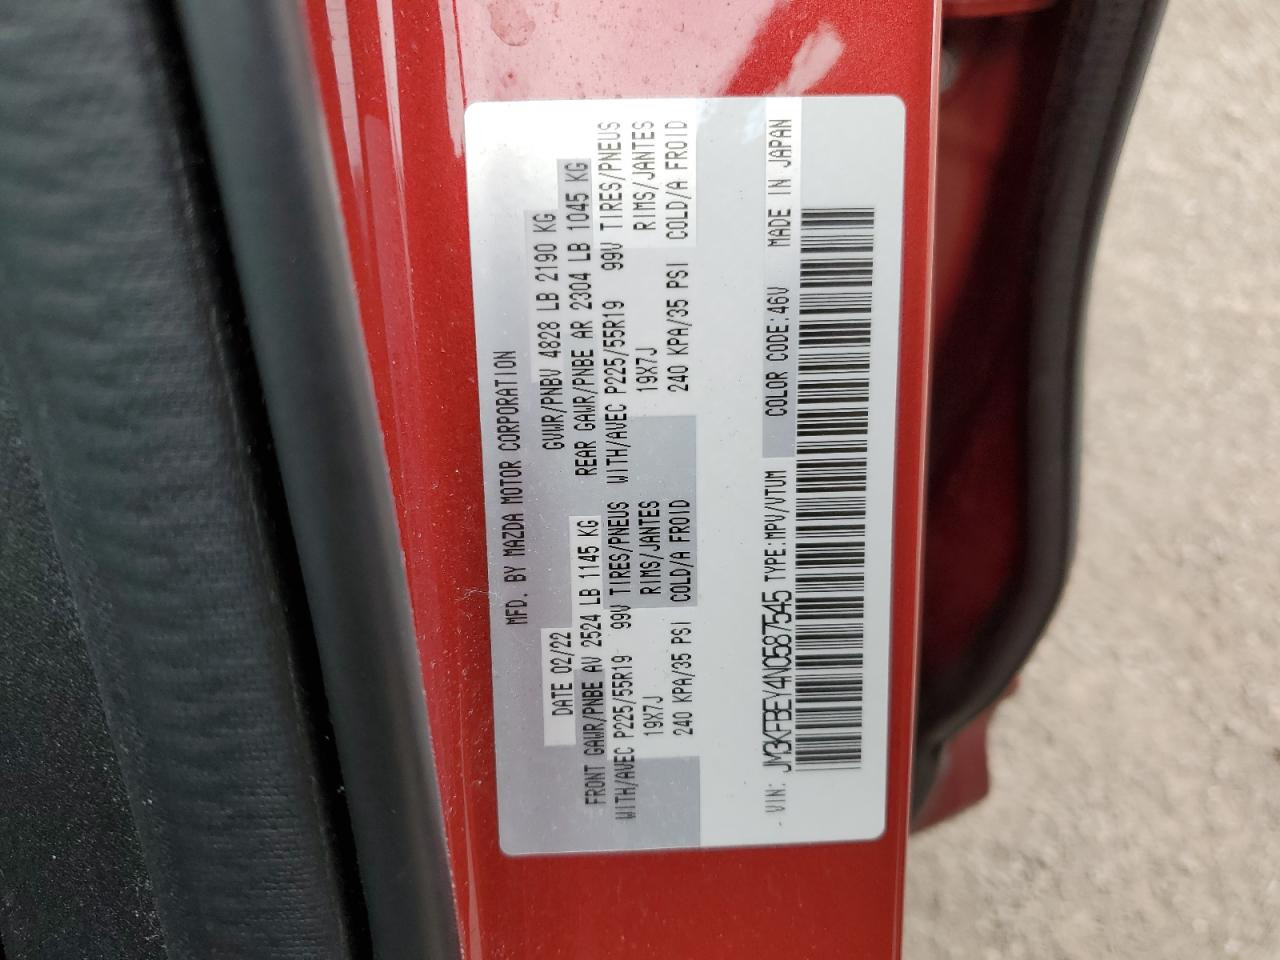 MFD. BY MAZDA MOTOR CORPORATION
DATE 02/22 GVWR/PNBV 4828 LB 2190 KG
FRONT GAWR/PNBE AV 2524 LB 1145 KG REAR GAWR/PNBE AR 2304 LB 1045 KG
WITH/AVEC P225/55R19 99V TIRES/PNEUS WITH/AVEC P225/55R19 99V TIRES/PNEUS
19X7J RIMS/JANTES 19X7J RIMS/JANTES
240 KPA/35 PSI COLD/A FROID 240 KPA/35 PSI COLD/A FROID
VIN: JM3KFBEY4N0587545 TYPE:MPV/VTUM COLOR CODE:46V MADE IN JAPAN